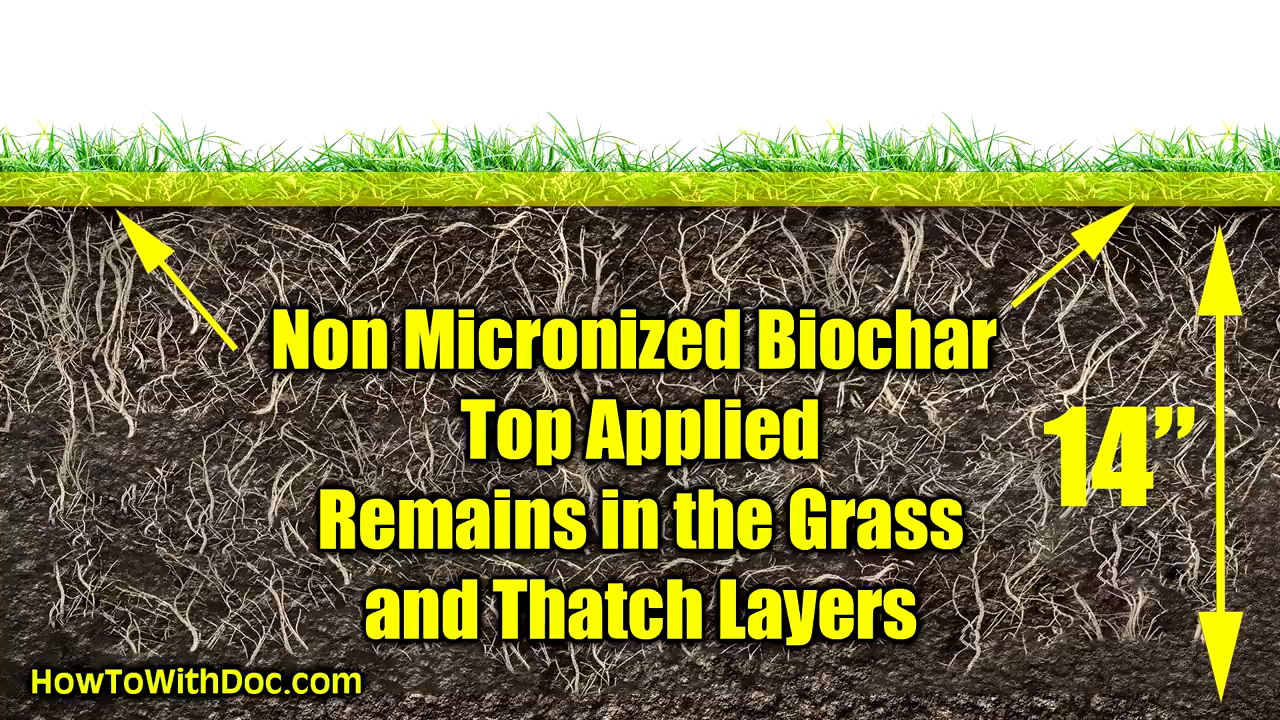 Non Micronized Biochar
Top Applied
14”
Remains in the Grass
and Thatch Layers
HowToWithDoc.com